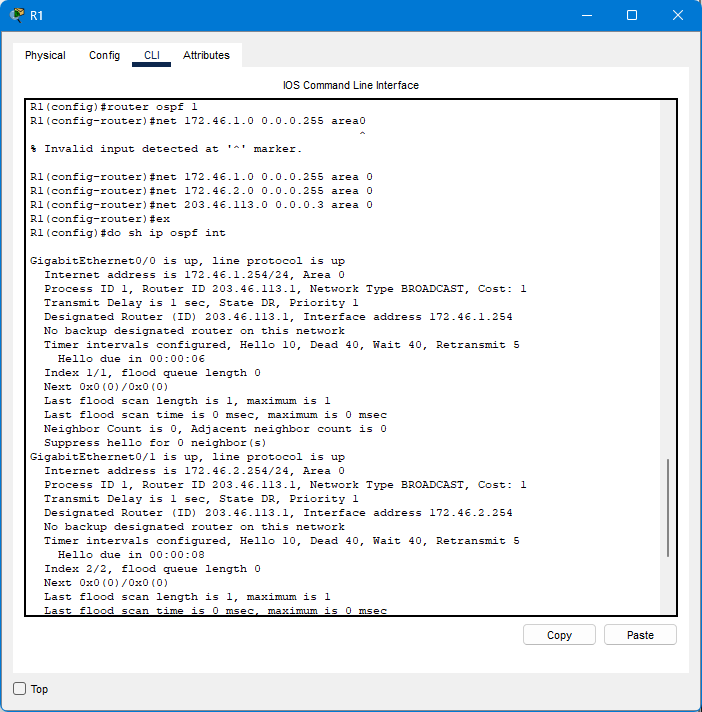 R1
Physical Config CLI Attributes
IOS Command Line Interface
R1(config)#router ospf 1
R1(config-router)#net 172.46.1.0 0.0.0.255 area0
^
% Invalid input detected at '^' marker.
R1(config-router)#net 172.46.1.0 0.0.0.255 area 0
R1(config-router)#net 172.46.2.0 0.0.0.255 area 0
R1(config-router)#net 203.46.113.0 0.0.0.3 area 0
R1(config-router)#ex
R1(config)#do sh ip ospf int
GigabitEthernet0/0 is up, line protocol is up
Internet address is 172.46.1.254/24, Area 0
Process ID 1, Router ID 203.46.113.1, Network Type BROADCAST, Cost: 1
Transmit Delay is 1 sec, State DR, Priority 1
Designated Router (ID) 203.46.113.1, Interface address 172.46.1.254
No backup designated router on this network
Timer intervals configured, Hello 10, Dead 40, Wait 40, Retransmit 5
Hello due in 00:00:06
Index 1/1, flood queue length 0
Next 0x0(0)/0x0(0)
Last flood scan length is 1, maximum is 1
Last flood scan time is 0 msec, maximum is 0 msec
Neighbor Count is 0, Adjacent neighbor count is 0
Suppress hello for 0 neighbor(s)
GigabitEthernet0/1 is up, line protocol is up
Internet address is 172.46.2.254/24, Area 0
Process ID 1, Router ID 203.46.113.1, Network Type BROADCAST, Cost: 1
Transmit Delay is 1 sec, State DR, Priority 1
Designated Router (ID) 203.46.113.1, Interface address 172.46.2.254
No backup designated router on this network
Timer intervals configured, Hello 10, Dead 40, Wait 40, Retransmit 5
Hello due in 00:00:08
Index 2/2, flood queue length 0
Next 0x0(0)/0x0(0)
Last flood scan length is 1, maximum is 1
Last flood scan time is 0 msec, maximum is 0 msec
Copy Paste
Top